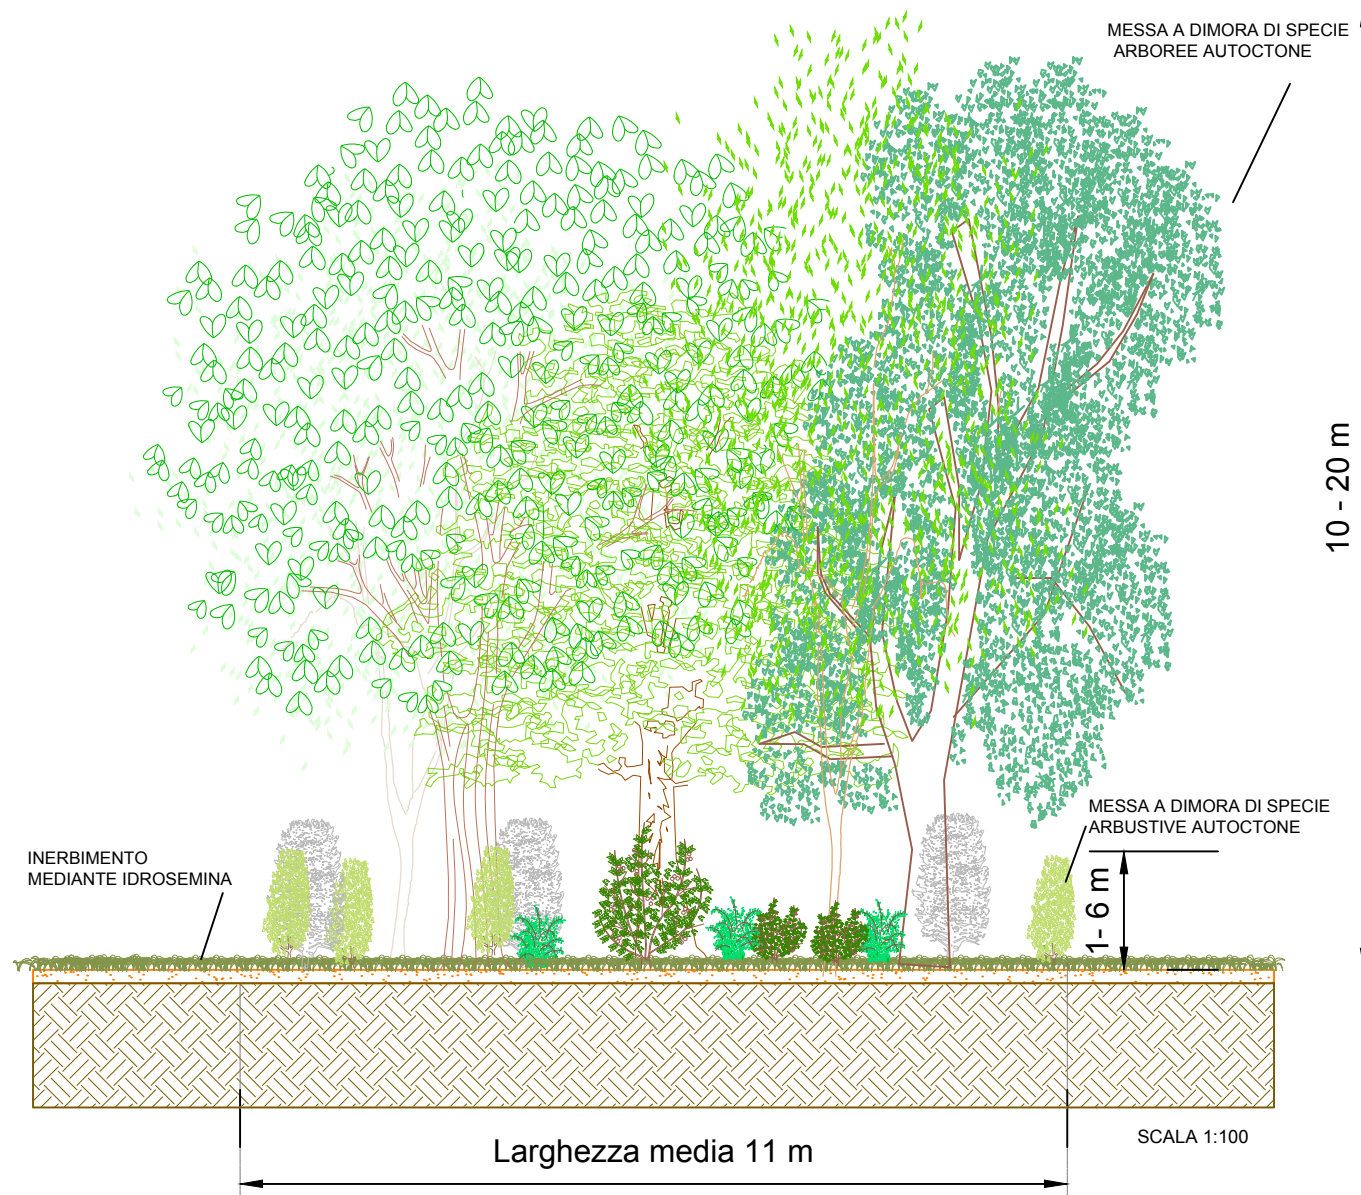 MESSA A DIMORA DI SPECIE
ARBOREE AUTOCTONE
10 - 20 m
MESSA A DIMORA DI SPECIE
ARBUSTIVE AUTOCTONE
INERBIMENTO
MEDIANTE IDROSEMINA
1- 6 m
SCALA 1:100
Larghezza media 11 m